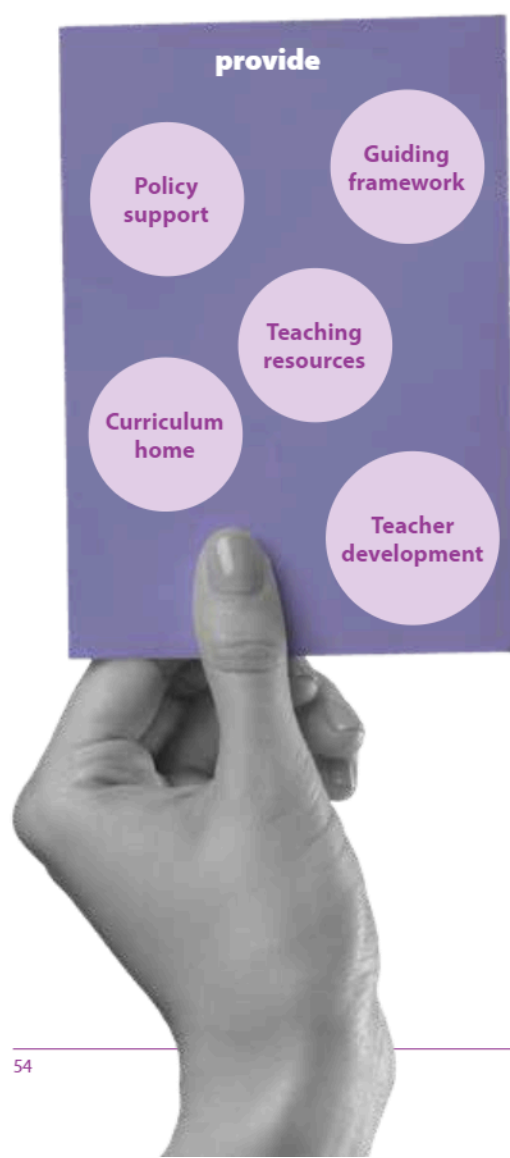 provide
Policy
support
Guiding
framework
Teaching
resources
Curriculum
home
Teacher
development
54